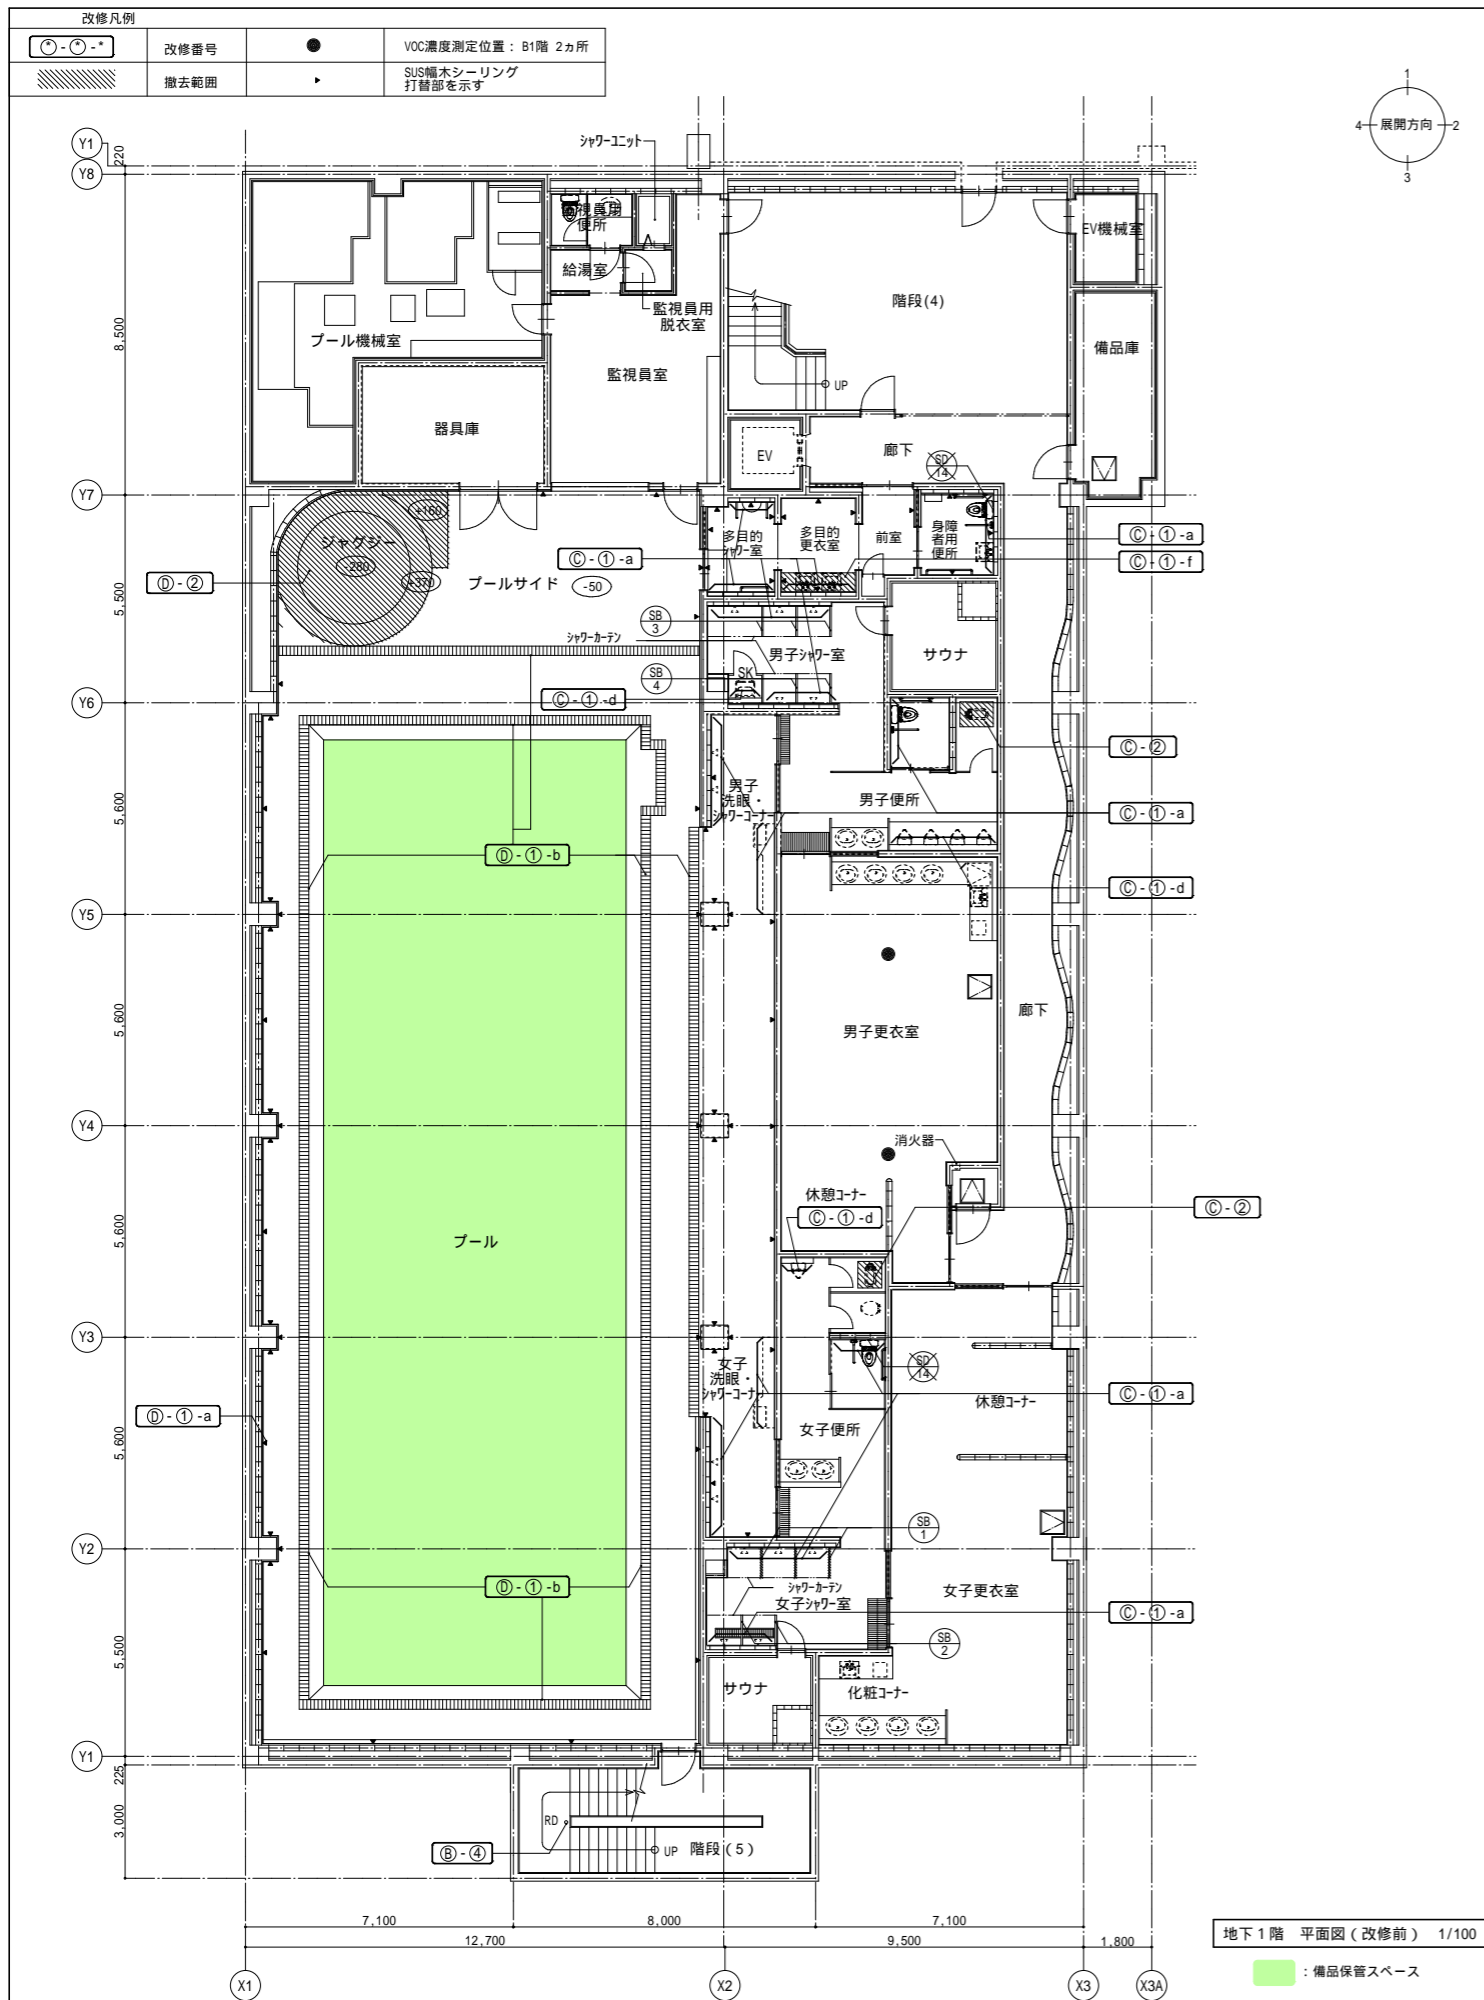 改修凡例
Ⓧ-Ⓧ-*
改修番号
VOC濃度測定位置：B1階 2ヵ所
撤去範囲
SUS幅木シーリング
打替部を示す
1
4 展開方向 2
3
シャワーユニット
Y1
220
Y8
監視員用
便所
EV機械室
給湯室
監視員用
脱衣室
階段(4)
8,500
プール機械室
備品庫
監視員室
UP
器具庫
EV
廊下
SD
14
Y7
+160
ジャグジー
-280
+370
多目的
シャワー室
多目的
更衣室
前室
身障
者用
便所
Ⓒ-①-a
Ⓒ-①-a
Ⓒ-①-f
Ⓓ-②
プールサイド
-50
5,500
SB
3
シャワーカーテン
男子シャワー室
サウナ
SB
4
SK
Ⓒ-①-d
Y6
Ⓒ-②
男子
洗眼・
シャワーコーナー
男子便所
5,600
Ⓒ-①-a
Ⓓ-①-b
Ⓒ-①-d
Y5
5,600
廊下
男子更衣室
Y4
消火器
休憩コーナー
Ⓒ-①-d
Ⓒ-②
5,600
プール
Y3
女子
洗眼・
シャワーコーナー
SD
14
Ⓒ-①-a
休憩コーナー
Ⓓ-①-a
女子便所
5,600
SB
1
Y2
Ⓓ-①-b
シャワーカーテン
女子シャワー室
女子更衣室
Ⓒ-①-a
SB
2
5,500
サウナ
化粧コーナー
Y1
225
3,000
RD
UP
階段(5)
Ⓑ-④
7,100
8,000
7,100
12,700
9,500
1,800
地下1階　平面図(改修前)　1/100
X1
X2
X3
X3A
：備品保管スペース